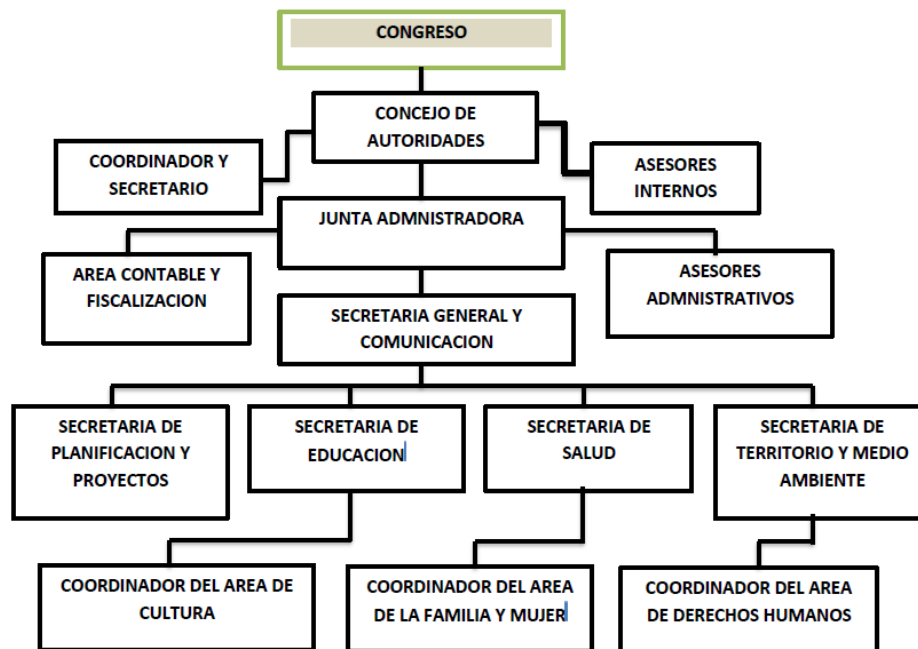 CONGRESO
CONCEJO DE
AUTORIDADES
COORDINADOR Y
SECRETARIO
ASESORES
INTERNOS
JUNTA ADMNISTRADORA
AREA CONTABLE Y
FISCALIZACION
ASESORES
ADMNISTRATIVOS
SECRETARIA GENERAL Y
COMUNICACION
SECRETARIA DE
PLANIFICACION Y
PROYECTOS
SECRETARIA DE
EDUCACION
SECRETARIA DE
SALUD
SECRETARIA DE
TERRITORIO Y MEDIO
AMBIENTE
COORDINADOR DEL AREA DE
CULTURA
COORDINADOR DEL AREA
DE LA FAMILIA Y MUJER
COORDINADOR DEL AREA
DE DERECHOS HUMANOS